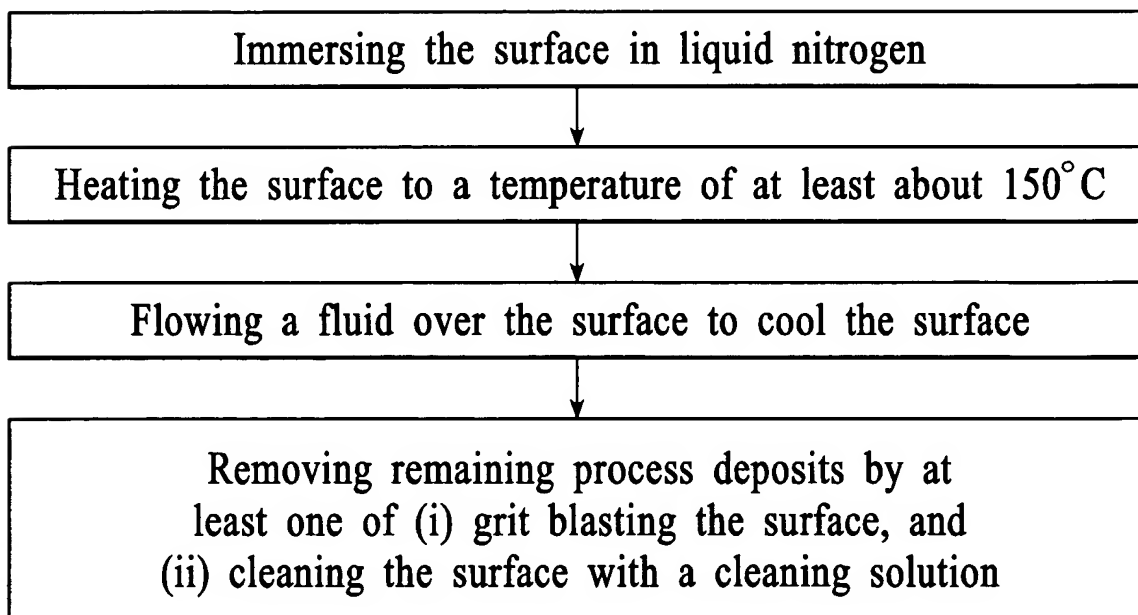 Immersing the surface in liquid nitrogen
Heating the surface to a temperature of at least about 150°C
Flowing a fluid over the surface to cool the surface
Removing remaining process deposits by at
least one of (i) grit blasting the surface, and
(ii) cleaning the surface with a cleaning solution